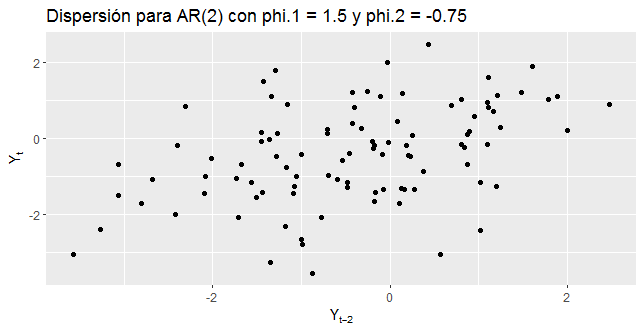 Dispersión para AR(2) con phi.1 = 1.5 y phi.2 = -0.75
2
0
-2
Yt
-2
0
2
Yt−2